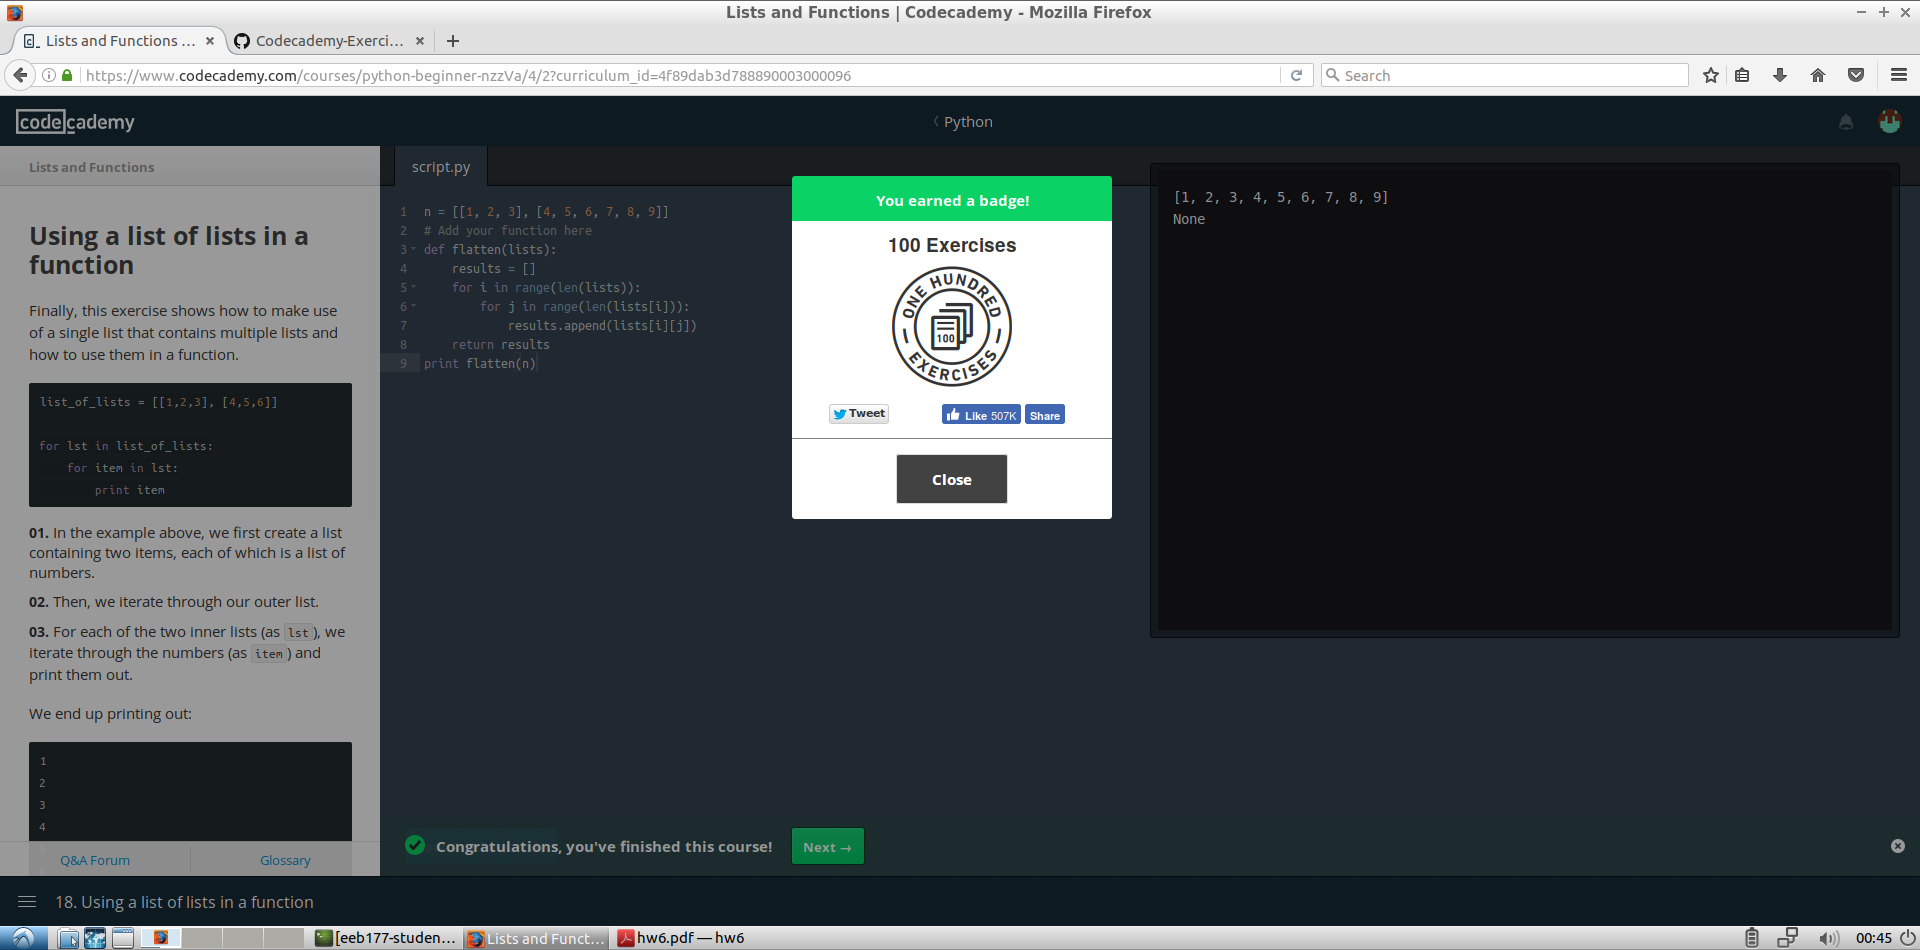 Lists and Functions | Codecademy - Mozilla Firefox
Lists and Functions ...
Codecademy-Exerci...
https://www.codecademy.com/courses/python-beginner-nzzVa/4/2?curriculum_id=4f89dab3d788890003000096
Search
codecademy
Python
Lists and Functions
Using a list of lists in a
function
Finally, this exercise shows how to make use
of a single list that contains multiple lists and
how to use them in a function.
list_of_lists = [[1,2,3], [4,5,6]]
for lst in list_of_lists:
    for item in lst:
        print item
01. In the example above, we first create a list
containing two items, each of which is a list of
numbers.
02. Then, we iterate through our outer list.
03. For each of the two inner lists (as lst), we
iterate through the numbers (as item) and
print them out.
We end up printing out:
1
2
3
4
5
Q&A Forum
Glossary
script.py
1 n = [[1, 2, 3], [4, 5, 6, 7, 8, 9]]
2 # Add your function here
3 def flatten(lists):
4     results = []
5     for i in range(len(lists)):
6         for j in range(len(lists[i])):
7             results.append(lists[i][j])
8     return results
9 print flatten(n)
You earned a badge!
100 Exercises
ONE HUNDRED
100
EXERCISES
Tweet
Like 507K
Share
Close
[1, 2, 3, 4, 5, 6, 7, 8, 9]
None
Congratulations, you've finished this course!
Next →
18. Using a list of lists in a function
[eeb177-studen...
Lists and Funct...
hw6.pdf — hw6
00:45